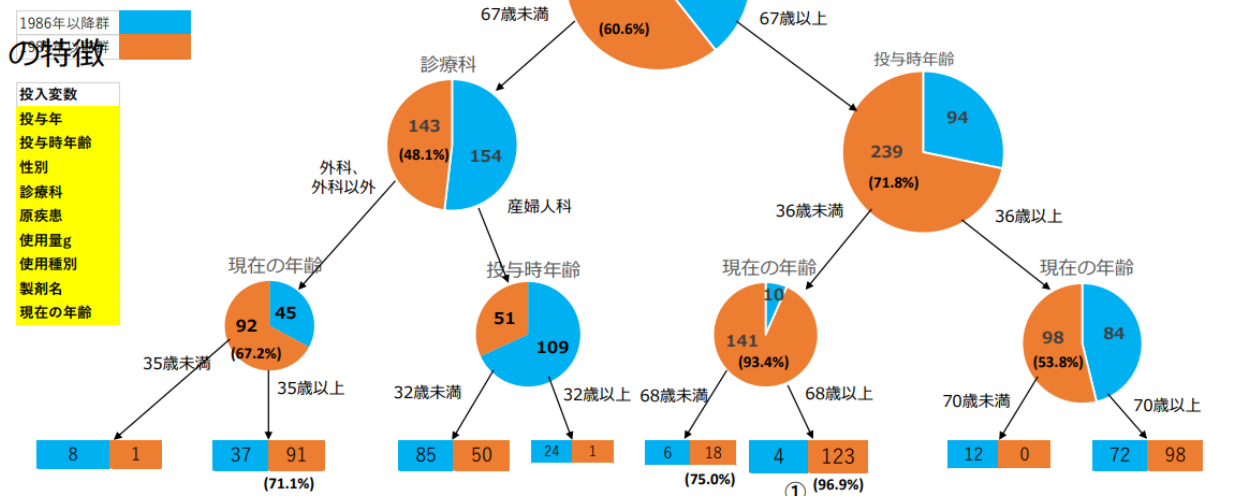 1986年以降群
の特徴
投入変数
投与年
投与時年齢
性別
診療科
原疾患
使用量g
使用種別
製剤名
現在の年齢
(60.6%)
67歳未満
67歳以上
診療科
143
(48.1%)
154
投与時年齢
94
239
(71.8%)
外科、
外科以外
産婦人科
36歳未満
36歳以上
現在の年齢
45
92
(67.2%)
投与時年齢
51
109
現在の年齢
10
141
(93.4%)
現在の年齢
98
84
(53.8%)
35歳未満
35歳以上
32歳未満
32歳以上
68歳未満
68歳以上
70歳未満
70歳以上
8 1
37 91
(71.1%)
85 50
24 1
6 18
(75.0%)
4 123
① (96.9%)
12 0
72 98